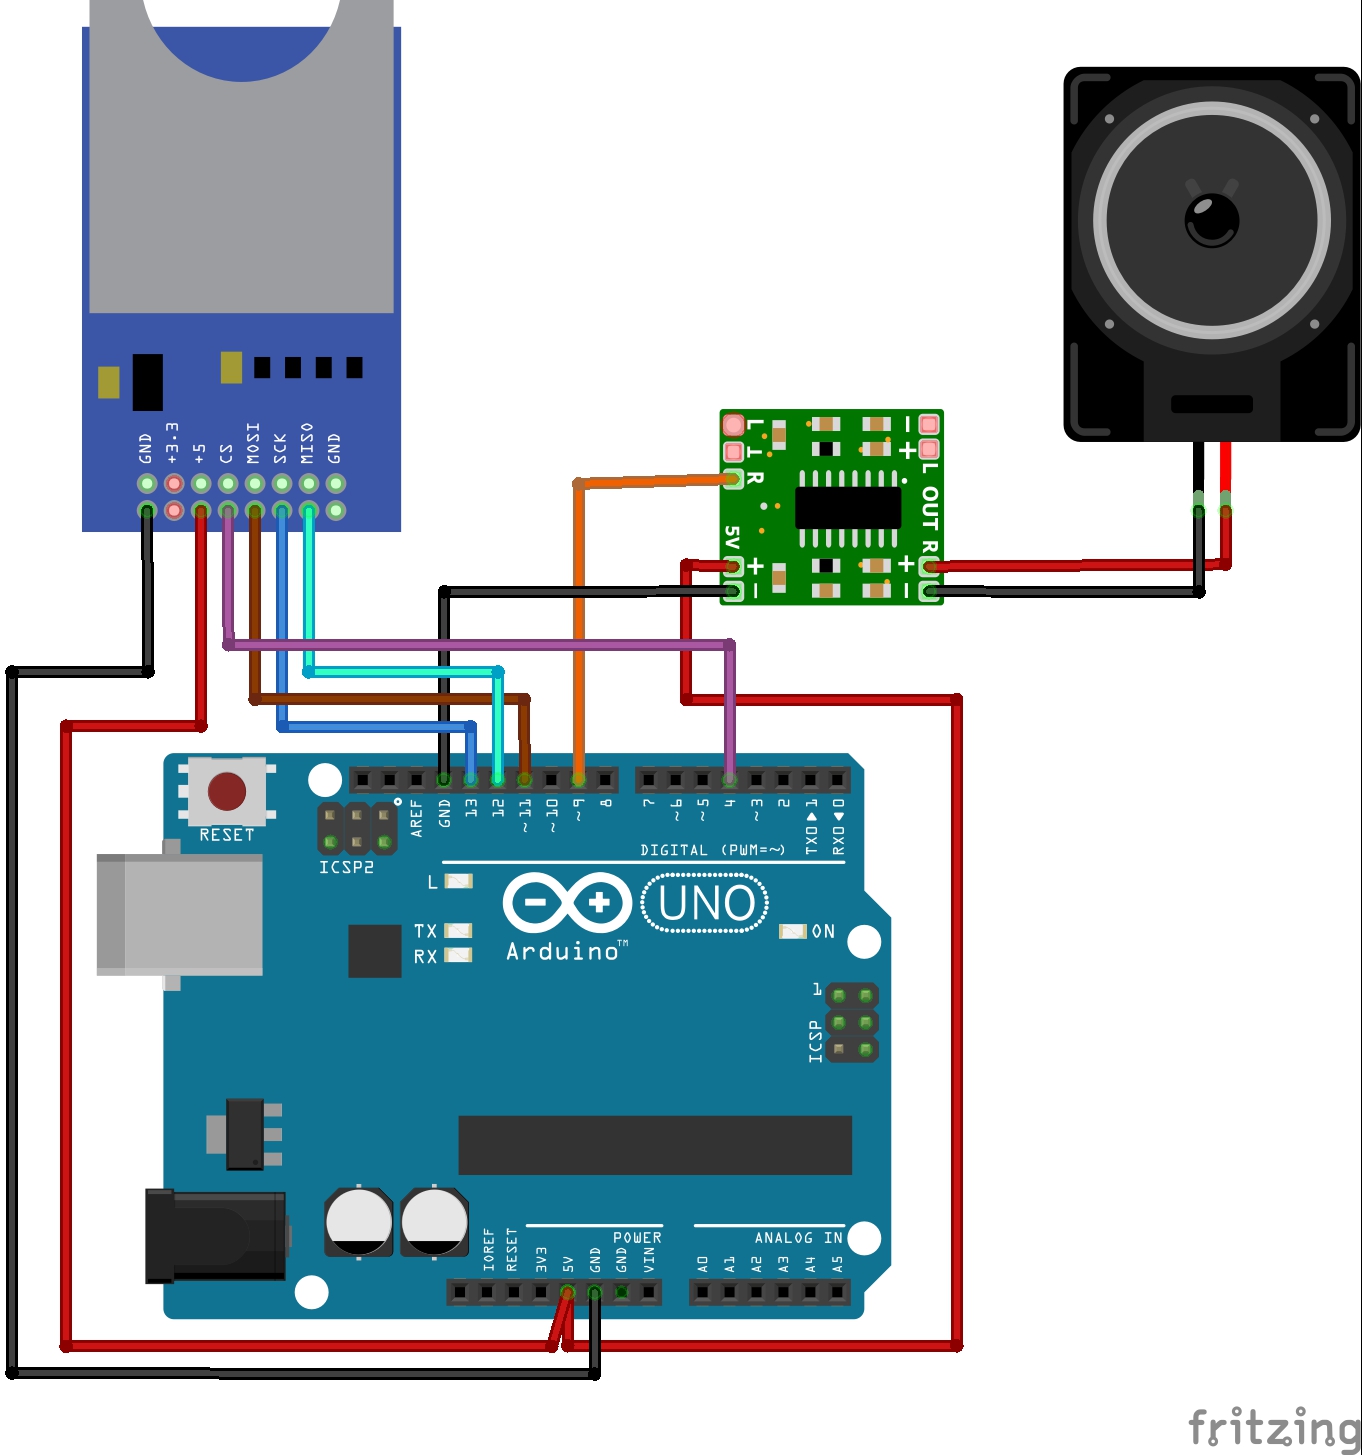 GND
+3.3
+5
CS
MOSI
SCK
MISO
GND
L
T
R
5V
+
−
−
+
L OUT R
+
−
RESET
ICSP2
AREF
GND
13
12
~11
~10
~9
8
7
~6
~5
4
~3
2
TX0▶1
RX0◀0
DIGITAL (PWM=~)
L
TX
RX
UNO
Arduino™
ON
1
ICSP
IOREF
RESET
3V3
5V
GND
GND
VIN
POWER
A0
A1
A2
A3
A4
A5
ANALOG IN
fritzing